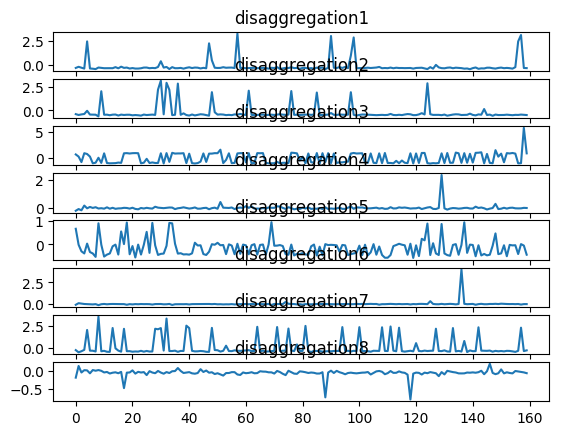 disaggregation1
2.5
0.0
disaggregation2
2.5
0.0
disaggregation3
5
0
disaggregation4
2
0
disaggregation5
1
0
disaggregation6
2.5
0.0
disaggregation7
2.5
0.0
disaggregation8
0.0
−0.5
0 20 40 60 80 100 120 140 160